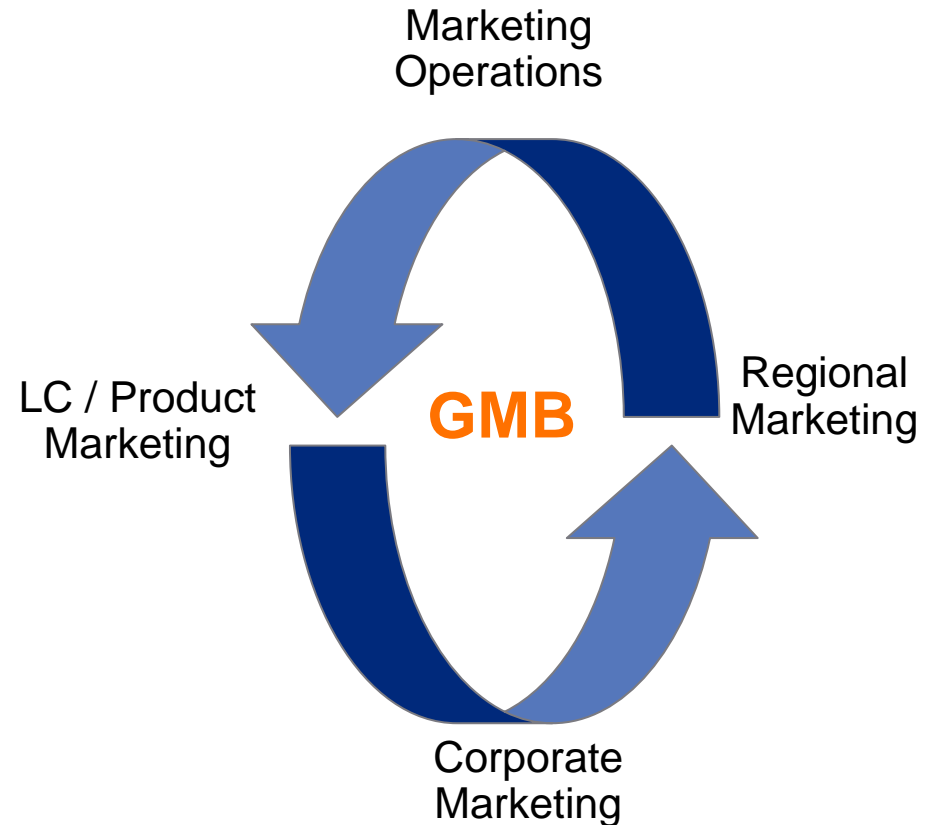 Marketing
Operations
LC / Product
Marketing
GMB
Regional
Marketing
Corporate
Marketing